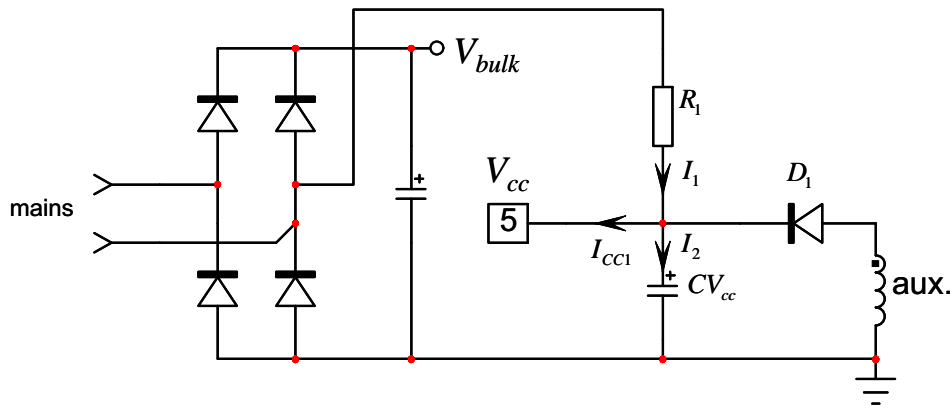 V_bulk
R_1
I_1
V_cc
D_1
mains
5
I_CC1
I_2
CV_cc
aux.
+
+